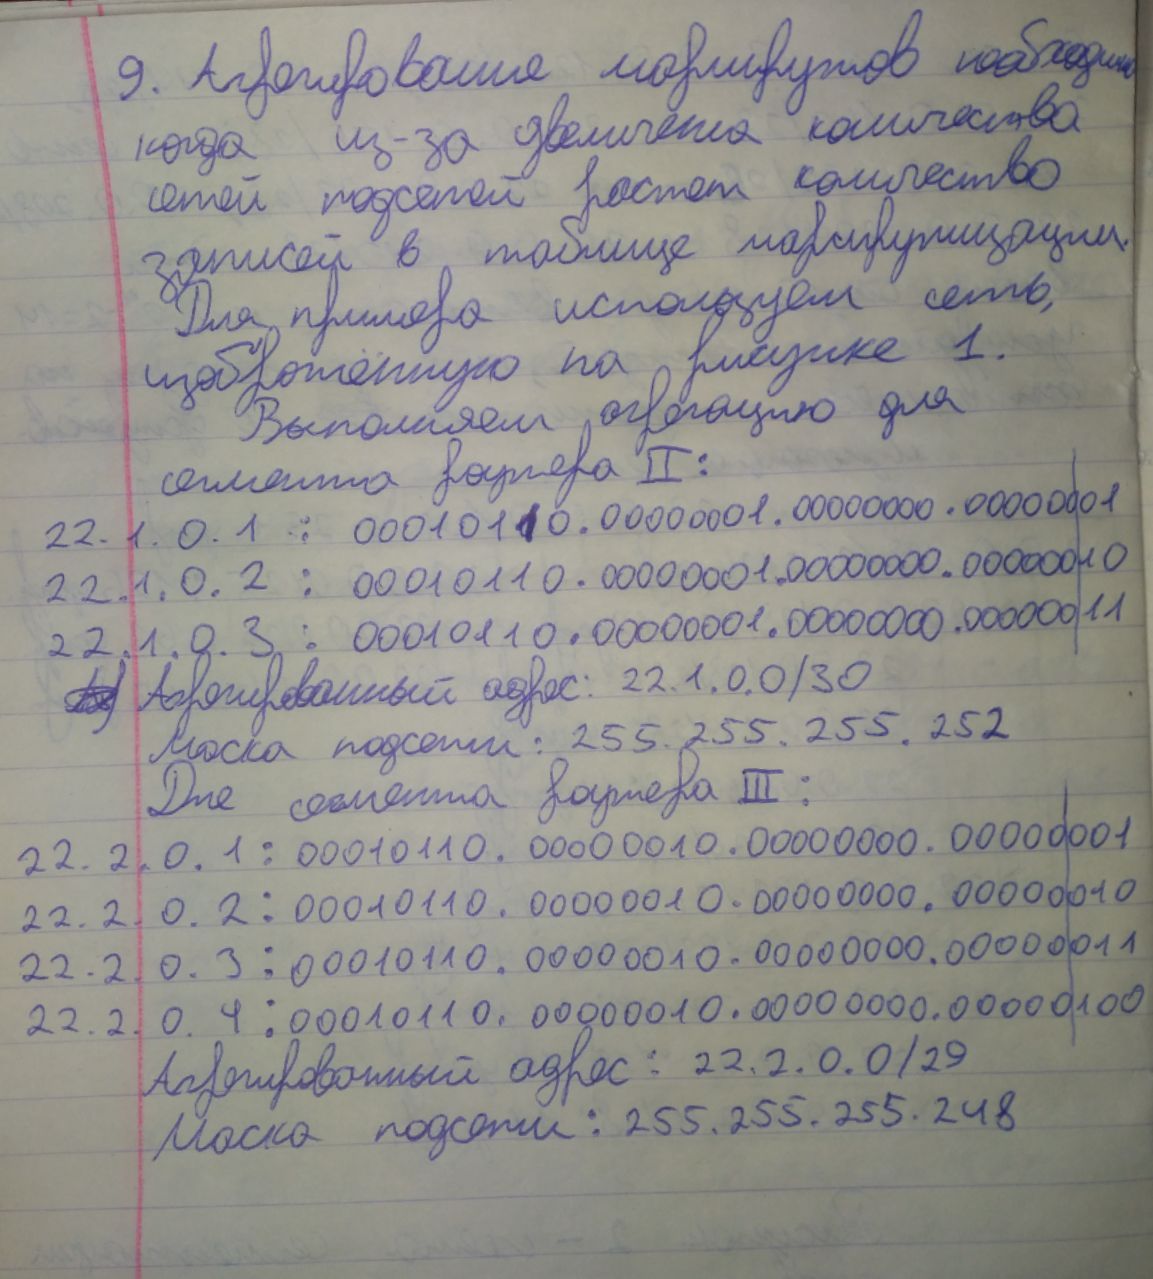 9. Агрегирование маршрутов необходимо
когда из-за увеличения количества
сетей подсетей растет количество
записей в таблице маршрутизации.
Для примера используем сеть,
изображенную на рисунке 1.
Выполняем агрегацию для
сегмента роутера II:
22.1.0.1 : 00010110.00000001.00000000.00000001
22.1.0.2 : 00010110.00000001.00000000.00000010
22.1.0.3 : 00010110.00000001.00000000.00000011
Агрегированный адрес: 22.1.0.0/30
Маска подсети: 255.255.255.252
Для сегмента роутера III:
22.2.0.1: 00010110.00000010.00000000.00000001
22.2.0.2: 00010110.00000010.00000000.00000010
22.2.0.3: 00010110.00000010.00000000.00000011
22.2.0.4: 00010110.00000010.00000000.00000100
Агрегированный адрес: 22.2.0.0/29
Маска подсети: 255.255.255.248